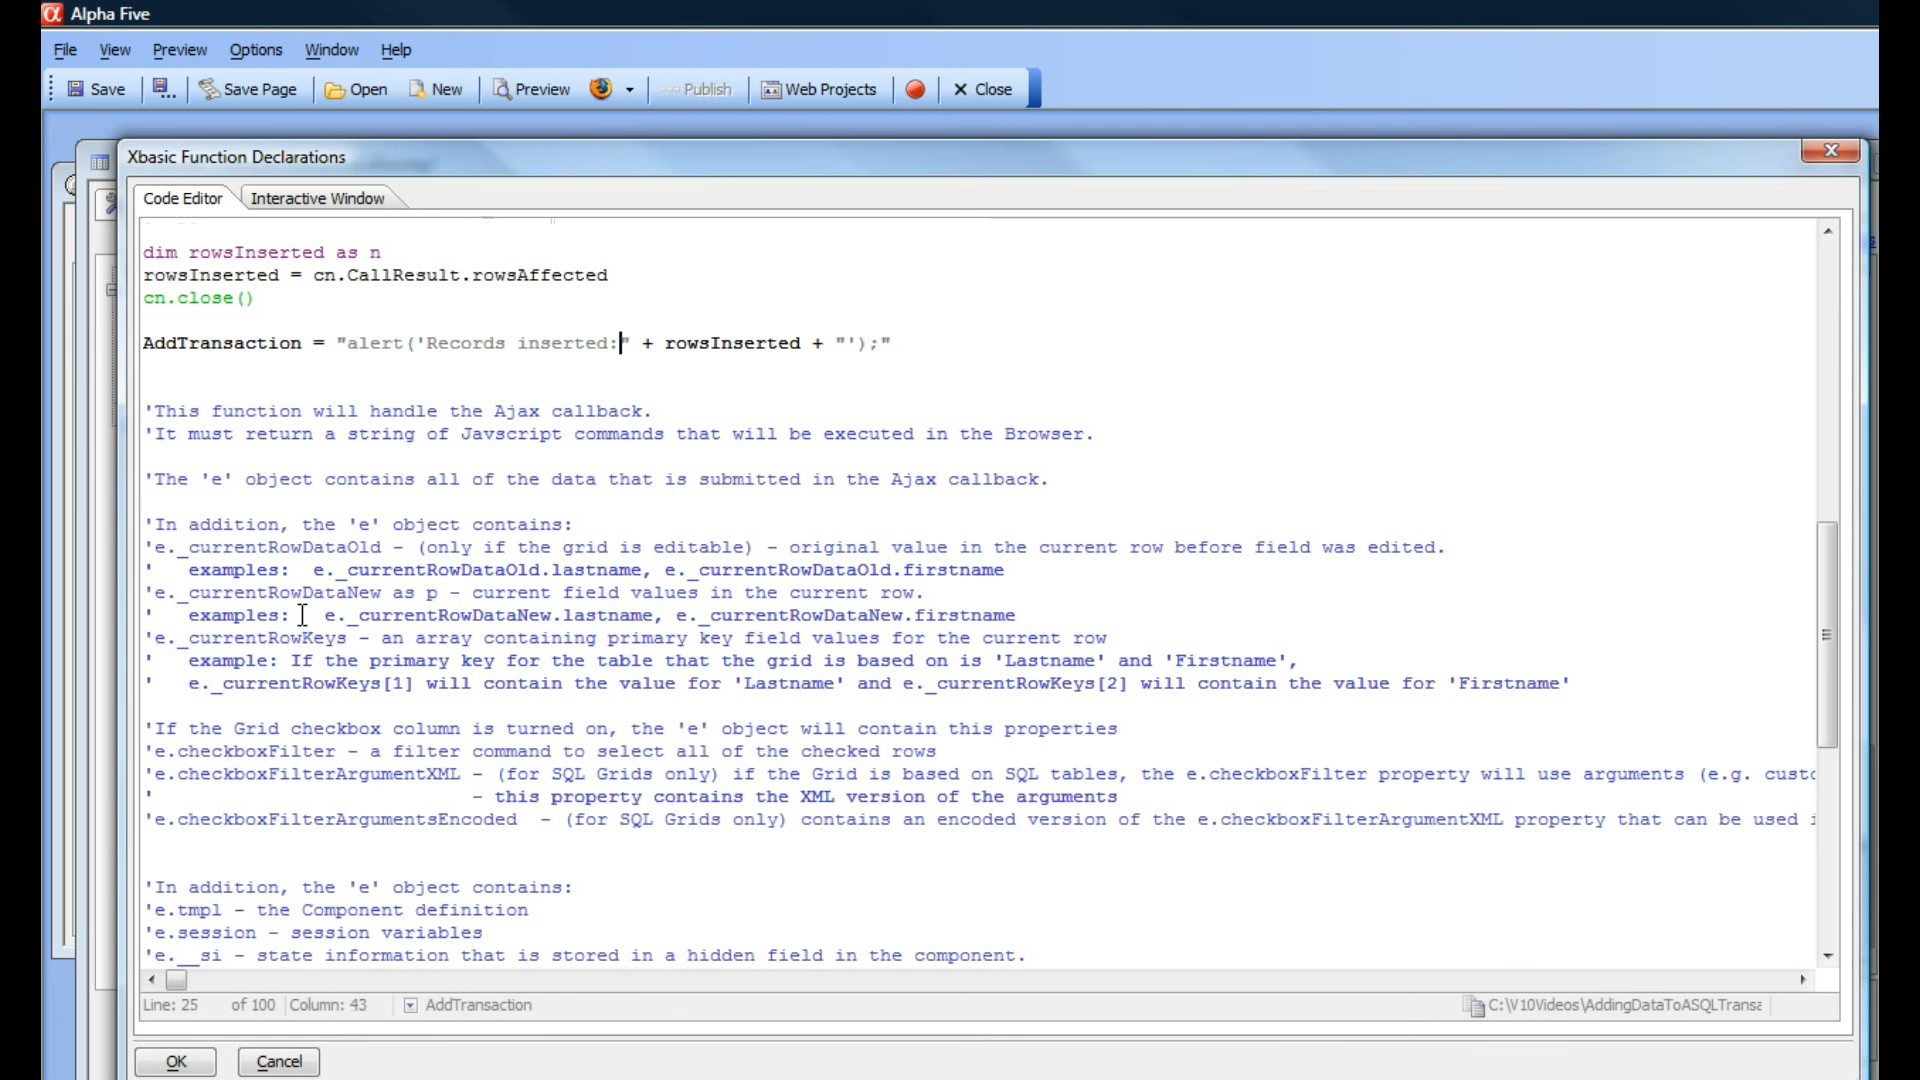 Alpha Five
File View Preview Options Window Help
Save Save Page Open New Preview Publish Web Projects Close
Xbasic Function Declarations
Code Editor Interactive Window
dim rowsInserted as n
rowsInserted = cn.CallResult.rowsAffected
cn.close()
AddTransaction = "alert('Records inserted:" + rowsInserted + "');"
'This function will handle the Ajax callback.
'It must return a string of Javscript commands that will be executed in the Browser.
'The 'e' object contains all of the data that is submitted in the Ajax callback.
'In addition, the 'e' object contains:
'e._currentRowDataOld - (only if the grid is editable) - original value in the current row before field was edited.
'   examples:  e._currentRowDataOld.lastname, e._currentRowDataOld.firstname
'e._currentRowDataNew as p - current field values in the current row.
'   examples:   e._currentRowDataNew.lastname, e._currentRowDataNew.firstname
'e._currentRowKeys - an array containing primary key field values for the current row
'   example: If the primary key for the table that the grid is based on is 'Lastname' and 'Firstname',
'   e._currentRowKeys[1] will contain the value for 'Lastname' and e._currentRowKeys[2] will contain the value for 'Firstname'
'If the Grid checkbox column is turned on, the 'e' object will contain this properties
'e.checkboxFilter - a filter command to select all of the checked rows
'e.checkboxFilterArgumentXML - (for SQL Grids only) if the Grid is based on SQL tables, the e.checkboxFilter property will use arguments (e.g. custo
'                            - this property contains the XML version of the arguments
'e.checkboxFilterArgumentsEncoded  - (for SQL Grids only) contains an encoded version of the e.checkboxFilterArgumentXML property that can be used i
'In addition, the 'e' object contains:
'e.tmpl - the Component definition
'e.session - session variables
'e.__si - state information that is stored in a hidden field in the component.
Line: 25 of 100 Column: 43 AddTransaction C:\V10Videos\AddingDataToASQLTransa
OK Cancel